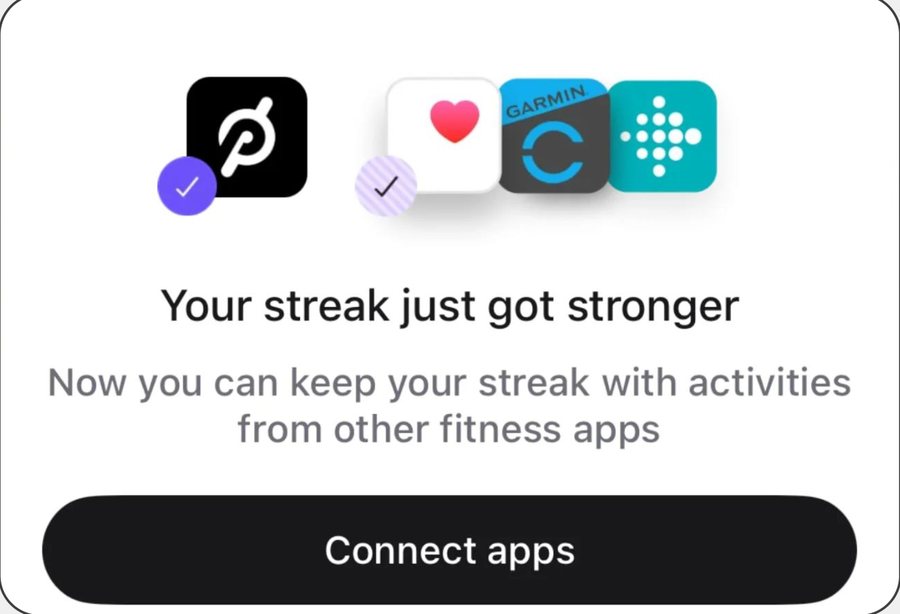 GARMIN
Your streak just got stronger
Now you can keep your streak with activities
from other fitness apps
Connect apps